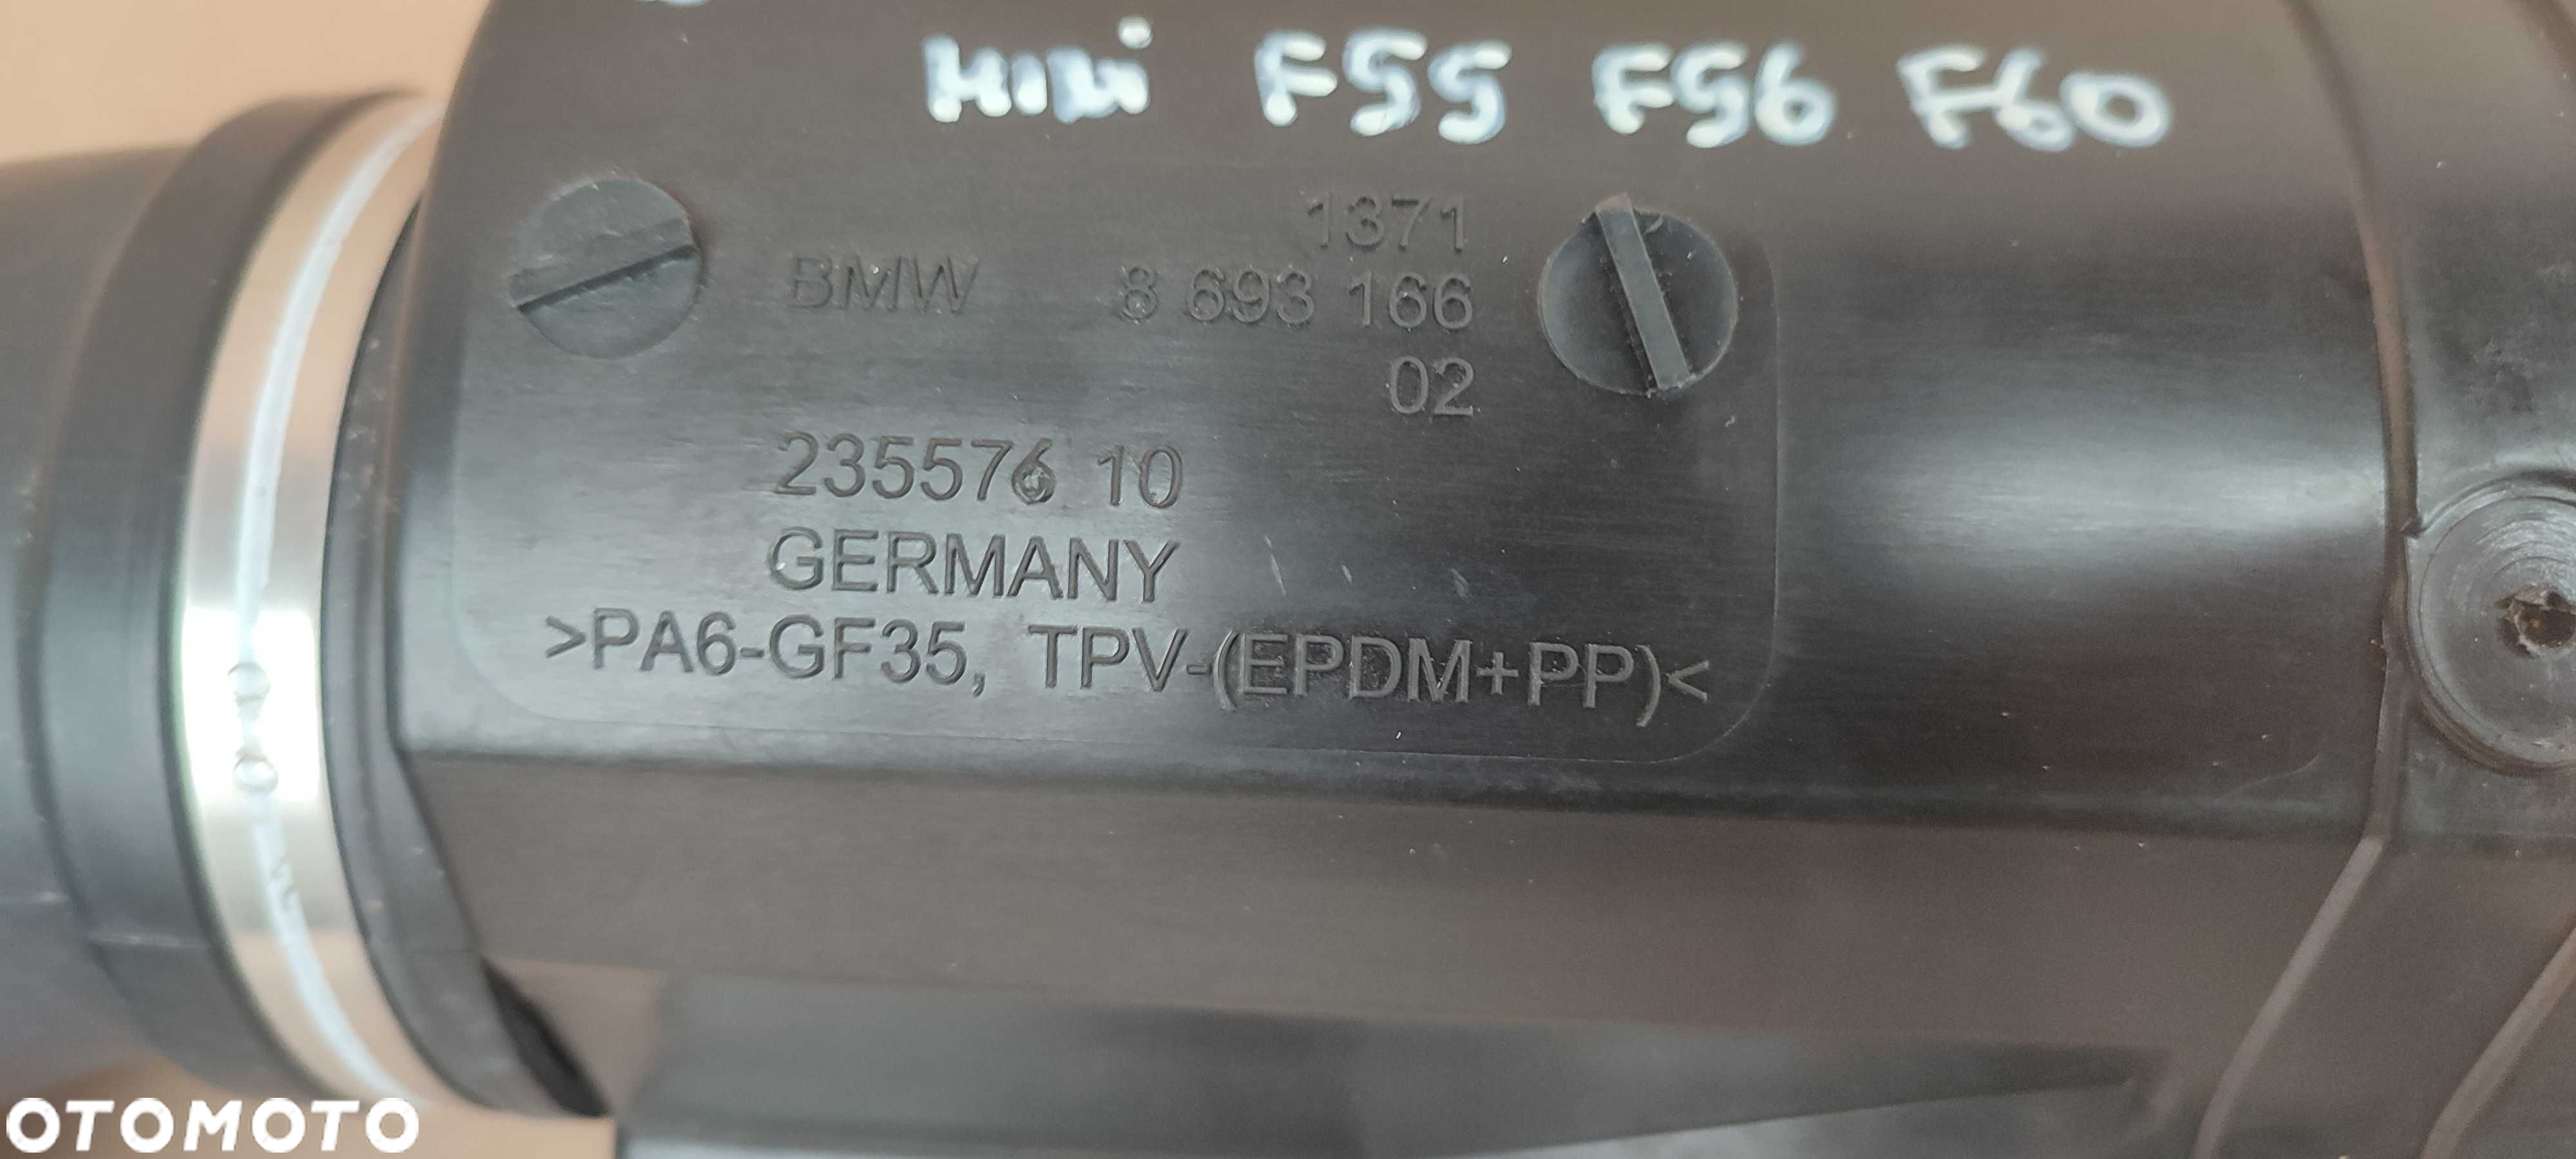 MINI F55 F56 F60
1371
BMW 8 693 166
02
235576 10
GERMANY
>PA6-GF35, TPV-(EPDM+PP)<
OTOMOTO